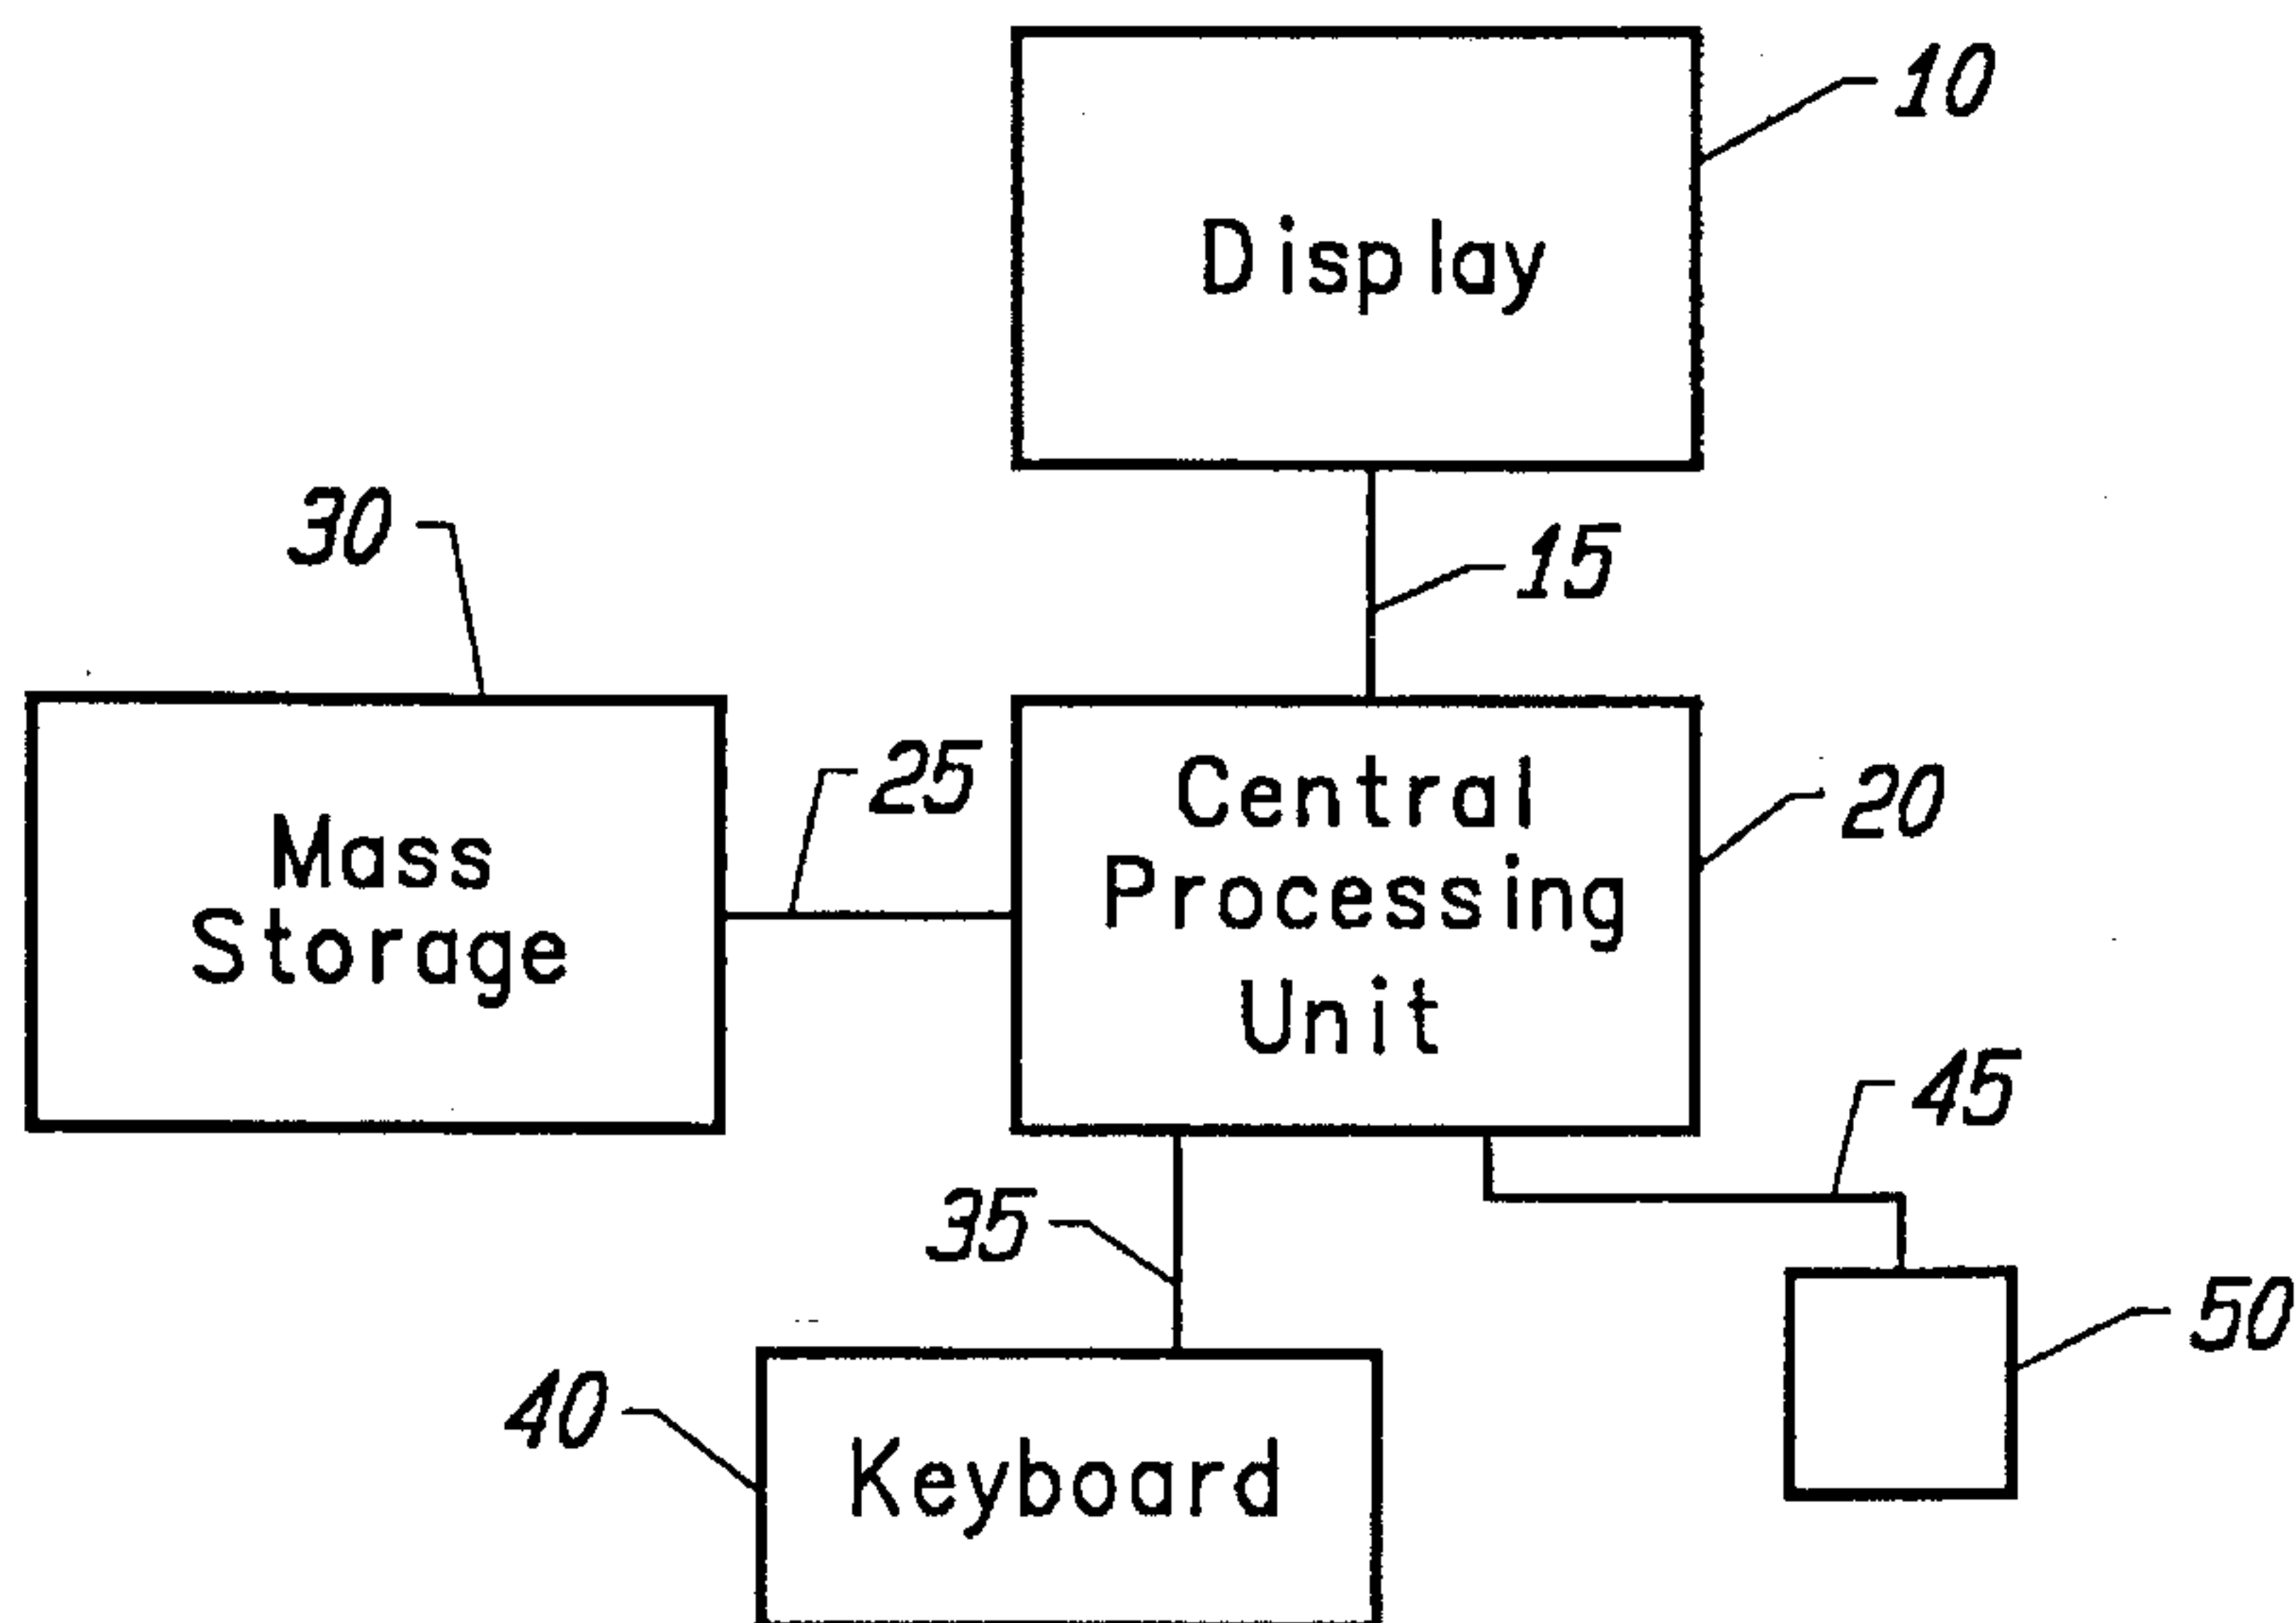 10
Display
30
15
25
Central
20
Mass
Processing
Storage
Unit
45
35
50
40
Keyboard